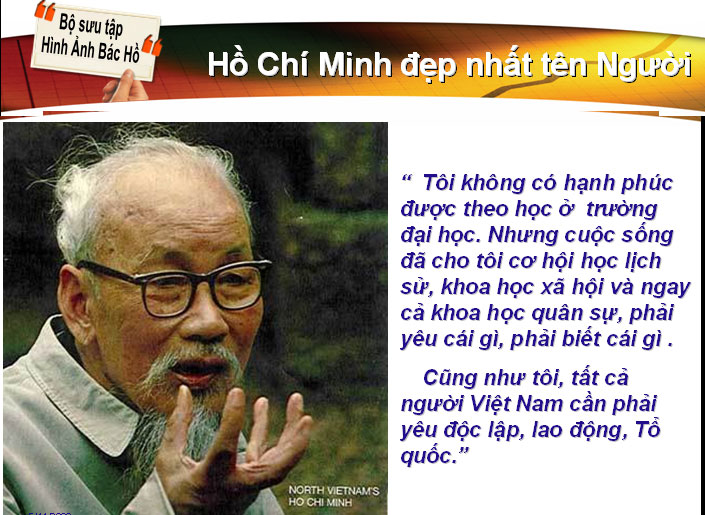 Bộ sưu tập
Hình Ảnh Bác Hồ
Hồ Chí Minh đẹp nhất tên Người
“ Tôi không có hạnh phúc
được theo học ở trường
đại học. Nhưng cuộc sống
đã cho tôi cơ hội học lịch
sử, khoa học xã hội và ngay
cả khoa học quân sự, phải
yêu cái gì, phải biết cái gì .
Cũng như tôi, tất cả
người Việt Nam cần phải
yêu độc lập, lao động, Tổ
quốc.”
NORTH VIETNAM'S
HO CHI MINH